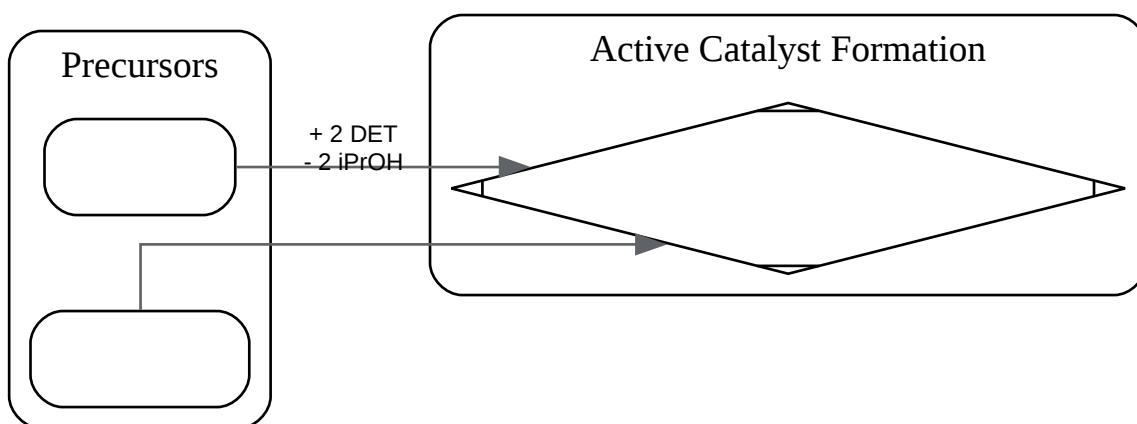 Precursors
Active Catalyst Formation
+ 2 DET
- 2 iPrOH